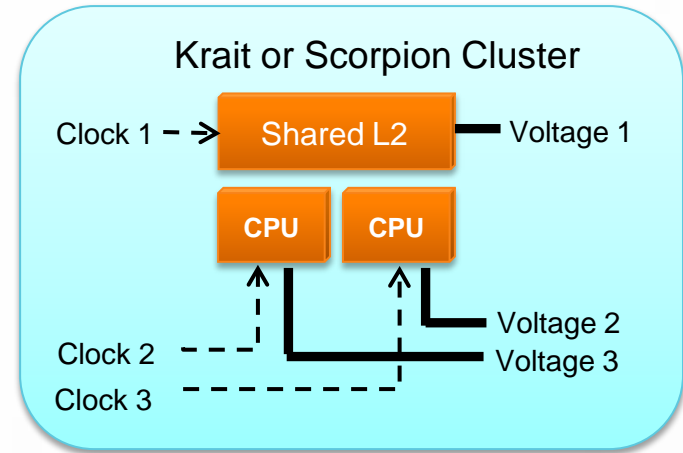 Krait or Scorpion Cluster
Clock 1
Shared L2
Voltage 1
CPU
CPU
Voltage 2
Clock 2
Voltage 3
Clock 3